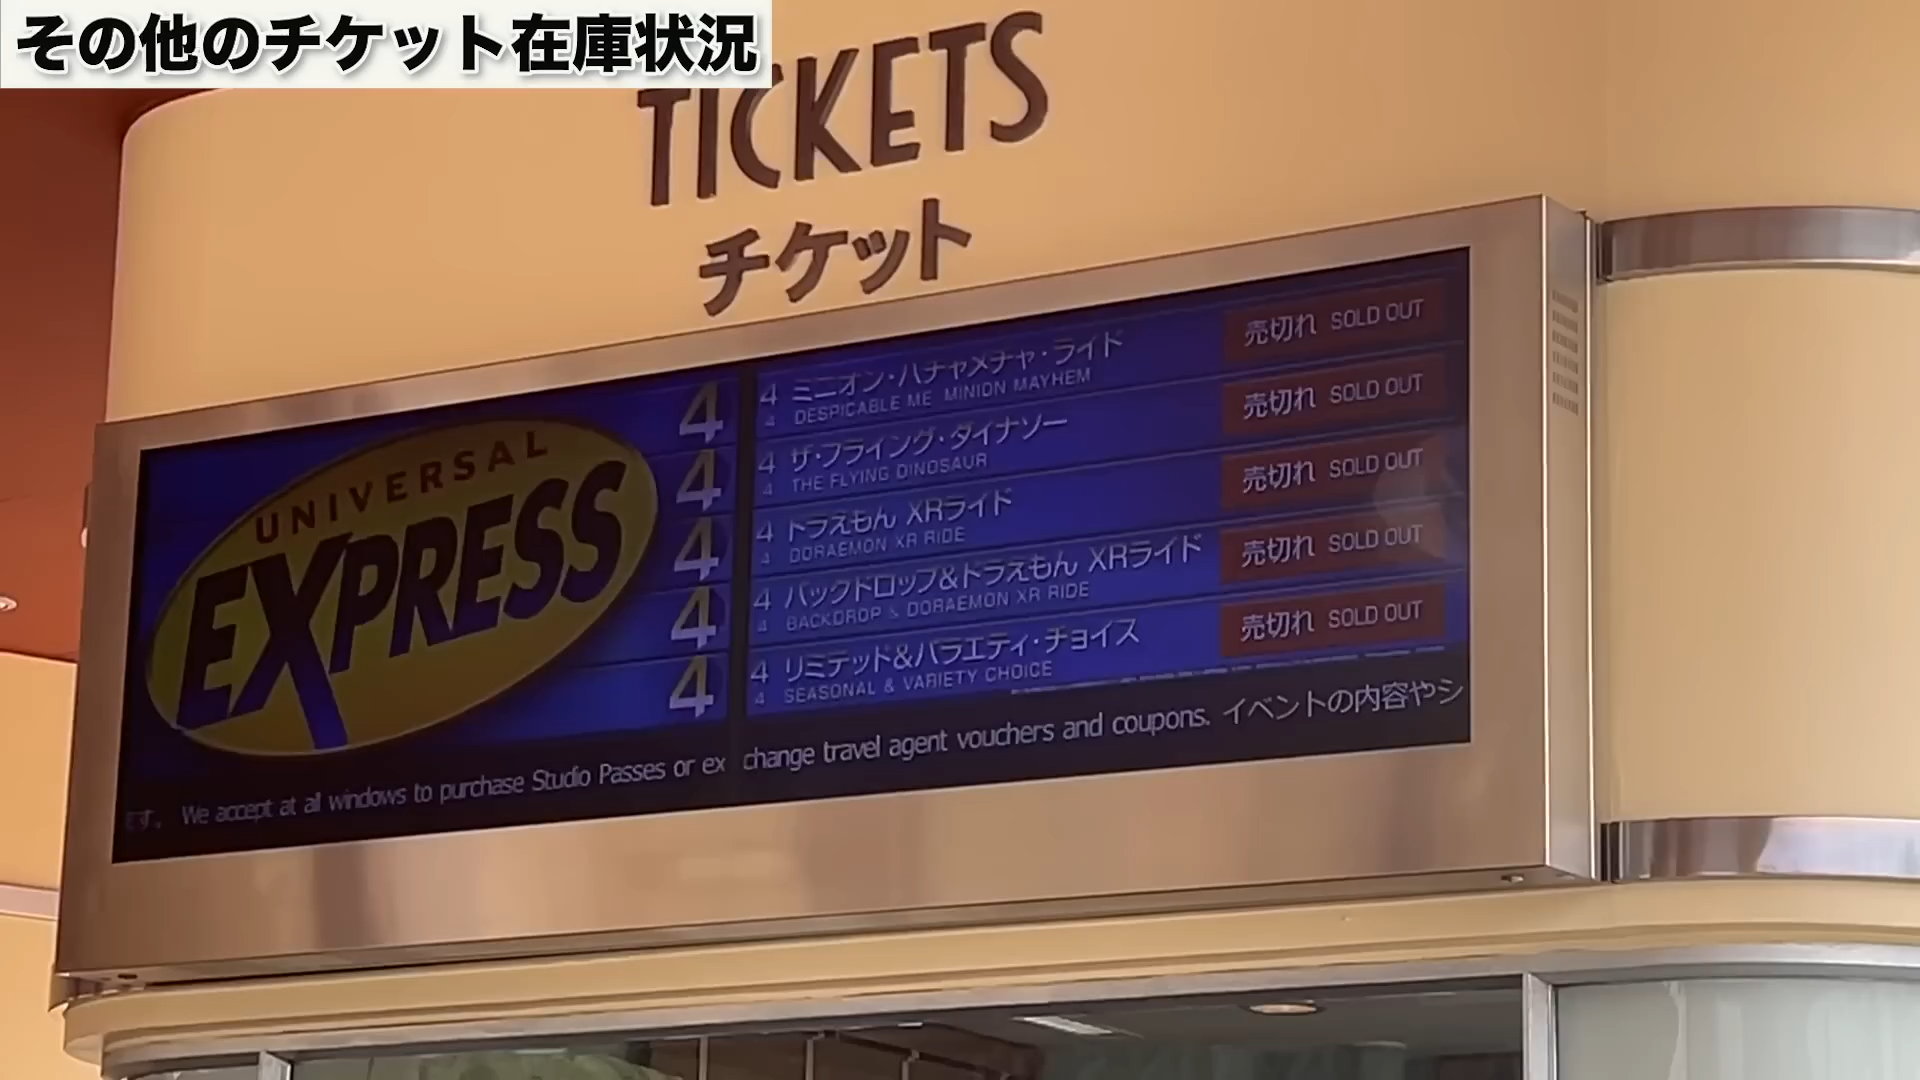 その他のチケット在庫状況
TICKETS
チケット
UNIVERSAL
EXPRESS
4
4 ミニオン・ハチャメチャ・ライド 売切れ SOLD OUT
4 DESPICABLE ME MINION MAYHEM
4
4 ザ・フライング・ダイナソー 売切れ SOLD OUT
4 THE FLYING DINOSAUR
4
4 ドラえもん XRライド 売切れ SOLD OUT
4 DORAEMON XR RIDE
4
4 バックドロップ&ドラえもん XRライド 売切れ SOLD OUT
4 BACKDROP & DORAEMON XR RIDE
4
4 リミテッド&バラエティ・チョイス 売切れ SOLD OUT
4 SEASONAL & VARIETY CHOICE
ます。 We accept at all windows to purchase Studio Passes or exchange travel agent vouchers and coupons. イベントの内容やシ